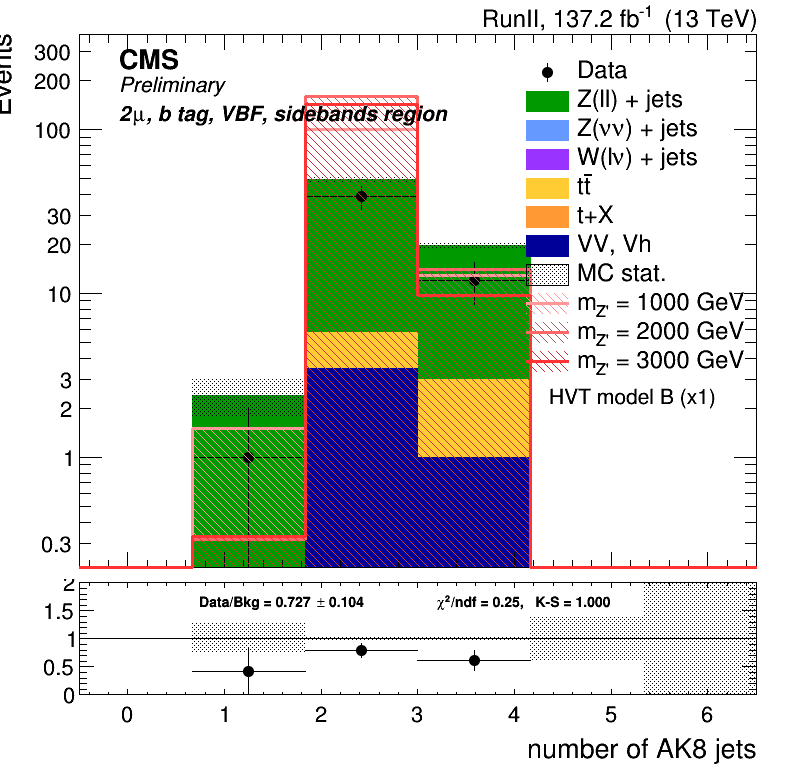 RunII, 137.2 fb⁻¹ (13 TeV)
Events
CMS
Preliminary
2μ, b tag, VBF, sidebands region
Data
Z(ll) + jets
Z(νν) + jets
W(lν) + jets
tt̄
t+X
VV, Vh
MC stat.
m_Z' = 1000 GeV
m_Z' = 2000 GeV
m_Z' = 3000 GeV
HVT model B (x1)
300
200
100
30
20
10
3
2
1
0.3
Data/Bkg = 0.727 ± 0.104
χ²/ndf = 0.25, K-S = 1.000
2
1.5
1
0.5
0
0 1 2 3 4 5 6
number of AK8 jets